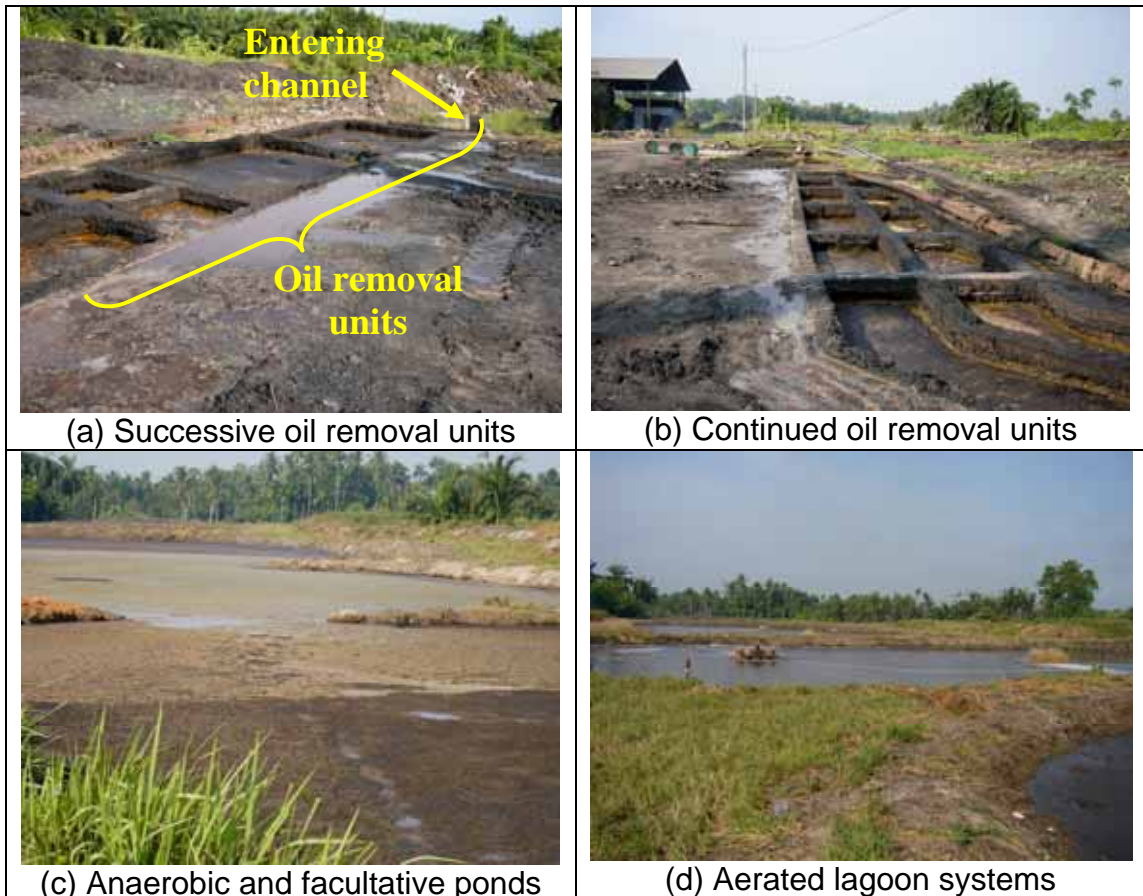 Entering
channel
Oil removal
units
(a) Successive oil removal units
(b) Continued oil removal units
(c) Anaerobic and facultative ponds
(d) Aerated lagoon systems